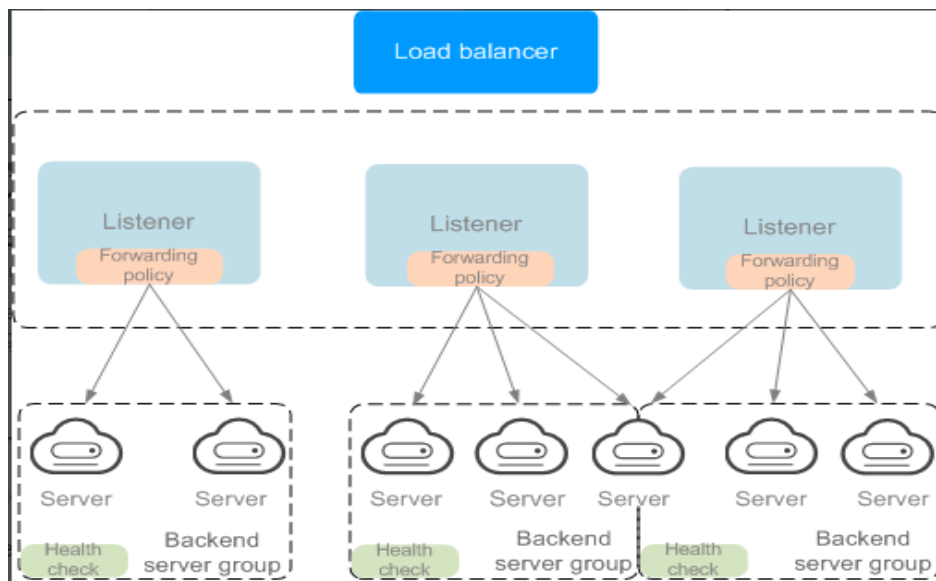 Load balancer
Listener
Forwarding
policy
Listener
Forwarding
policy
Listener
Forwarding
policy
Server
Server
Server
Server
Server
Server
Server
Health
check
Backend
server group
Health
check
Backend
server group
Health
check
Backend
server group